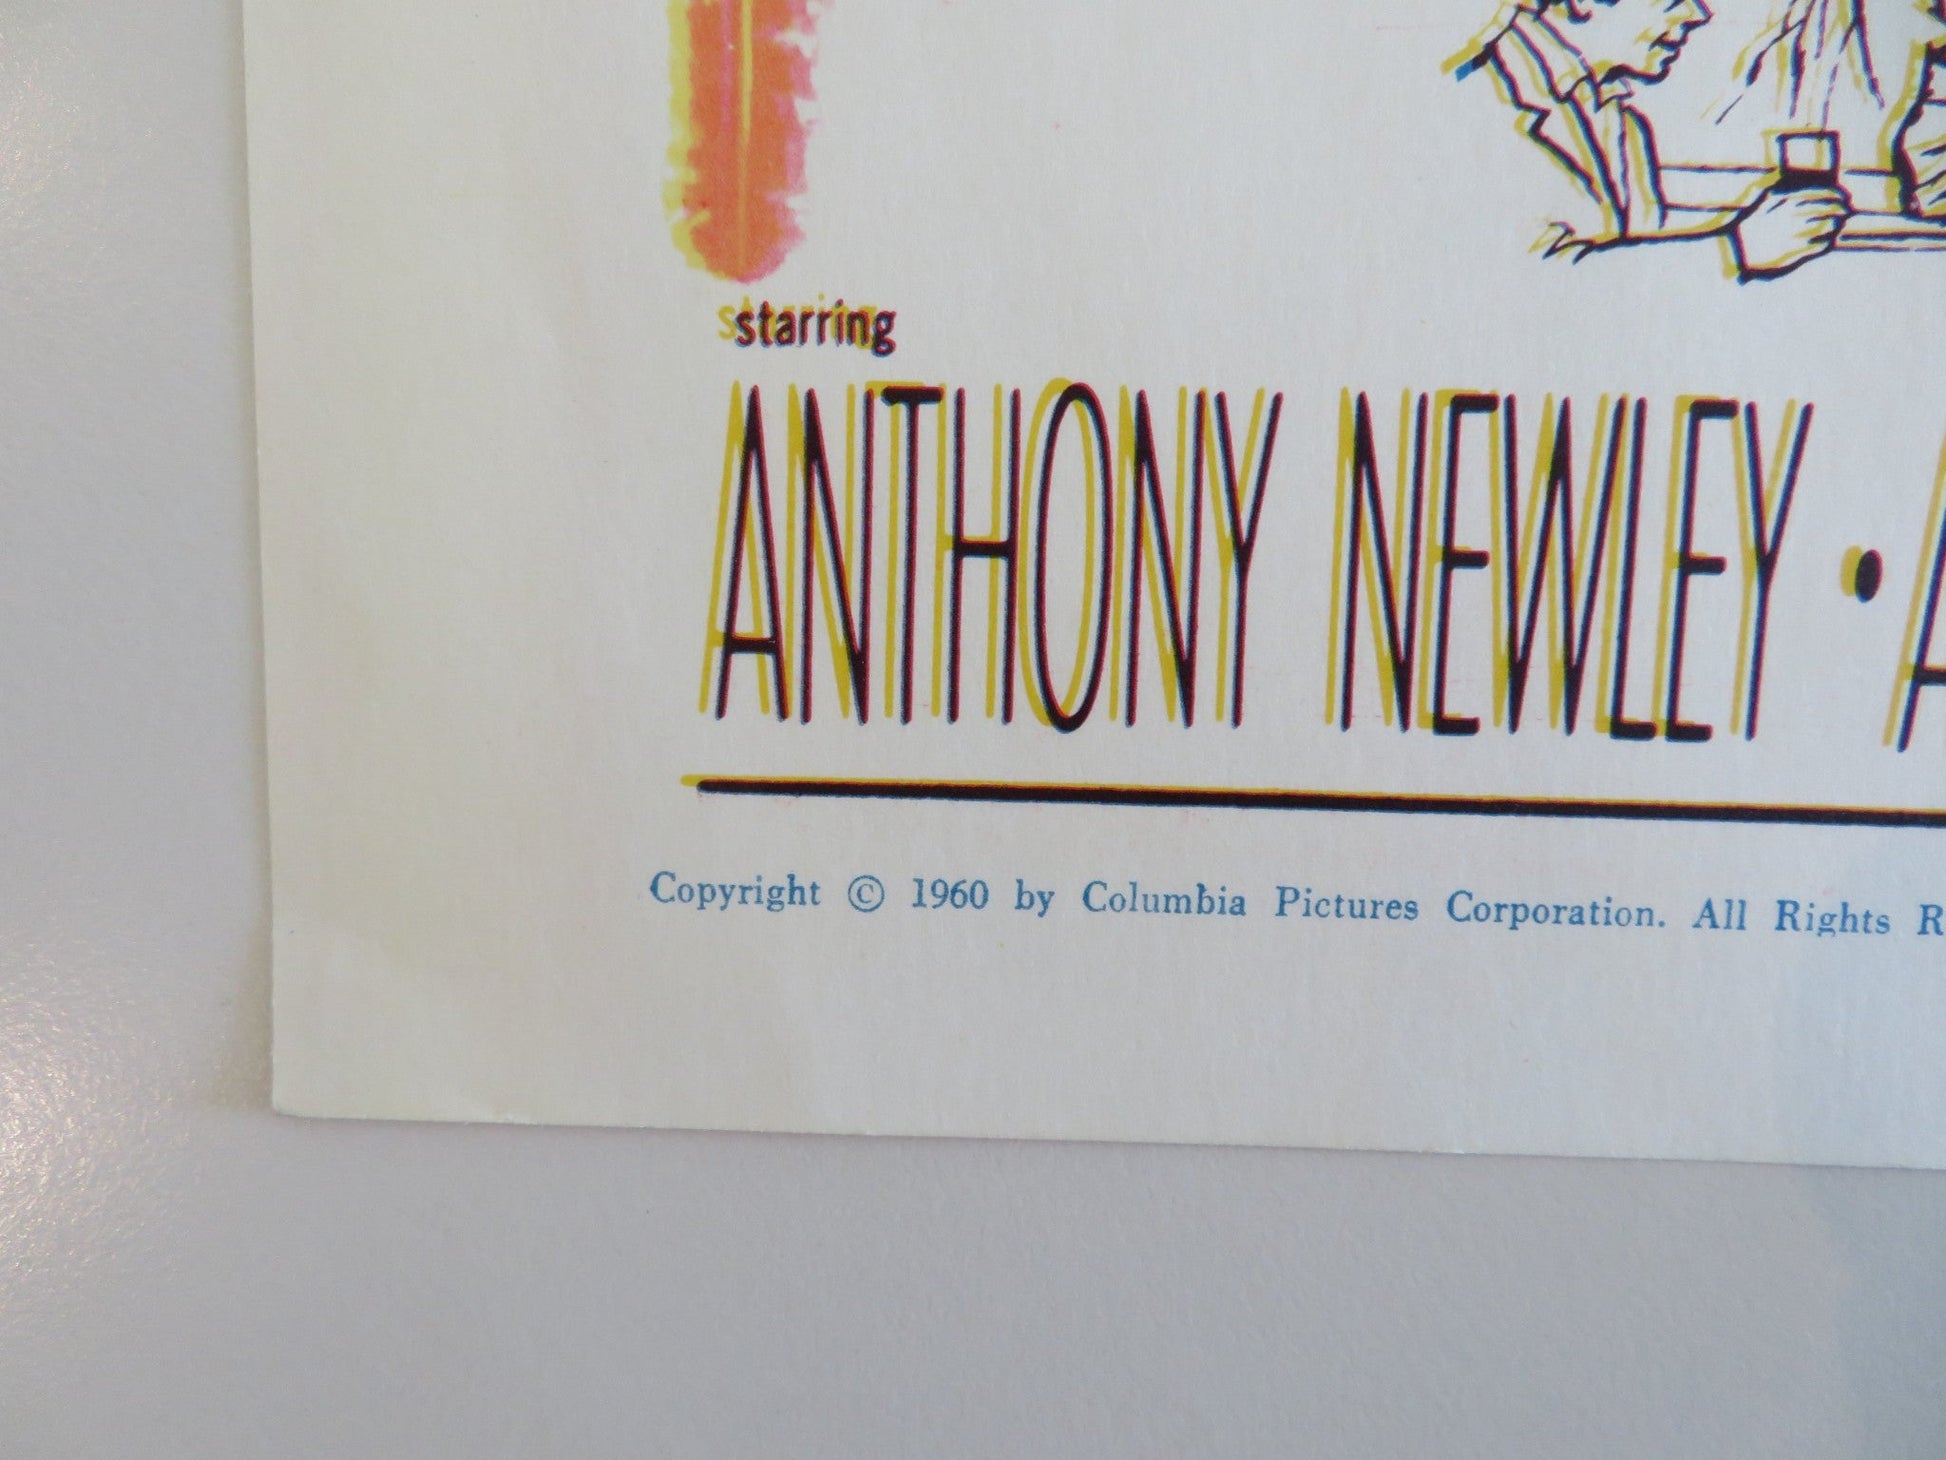 starring
ANTHONY NEWLEY •
Copyright © 1960 by Columbia Pictures Corporation. All Rights R